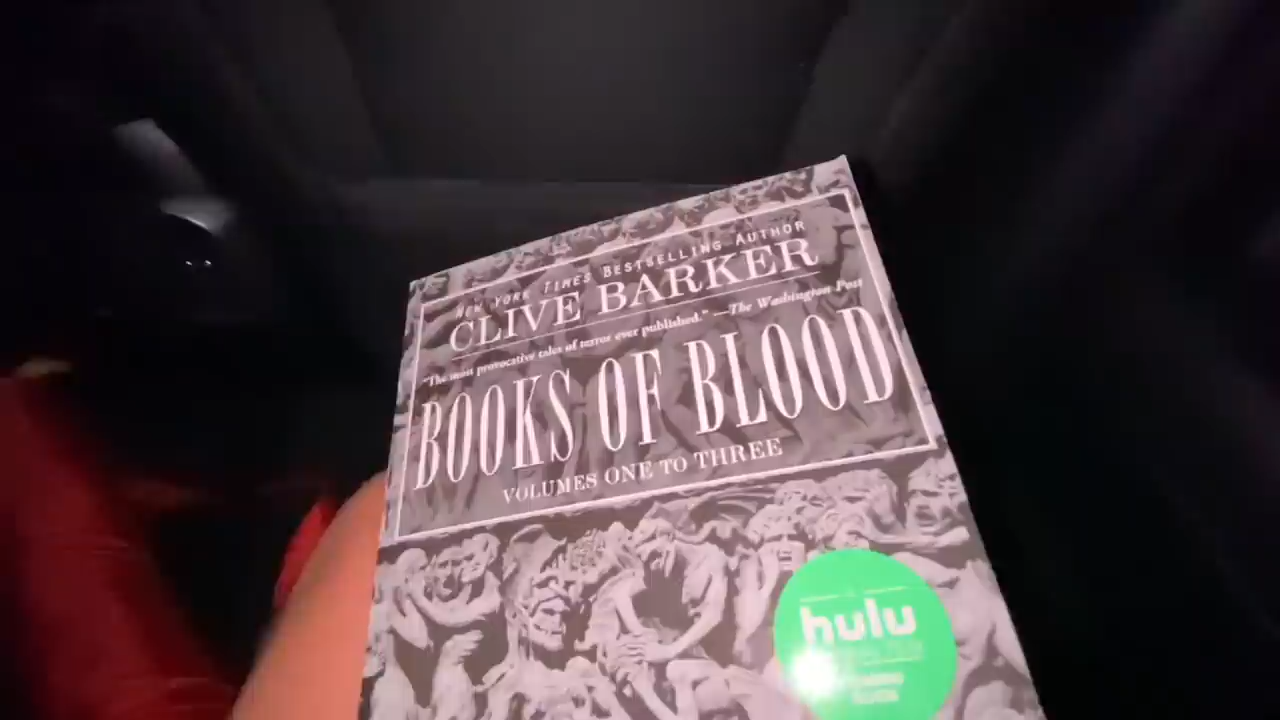 NEW YORK TIMES BESTSELLING AUTHOR
CLIVE BARKER
"The most provocative tales of terror ever published." —The Washington Post
BOOKS OF BLOOD
VOLUMES ONE TO THREE
hulu